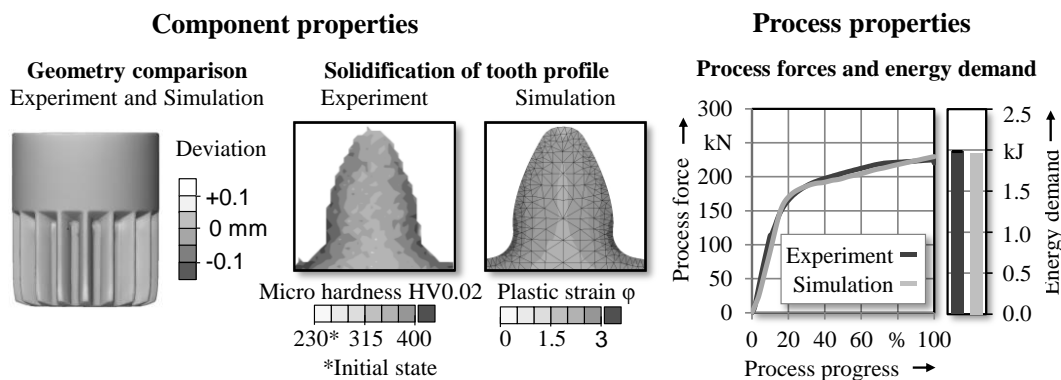 Component properties
Process properties
Geometry comparison
Experiment and Simulation
Deviation
+0.1
0 mm
-0.1
Solidification of tooth profile
Experiment
Simulation
Micro hardness HV0.02
230* 315 400
*Initial state
Plastic strain φ
0 1.5 3
Process forces and energy demand
Process force
300
kN
200
150
100
50
0
0 20 40 60 % 100
Process progress
Experiment
Simulation
2.5
kJ
1.5
1.0
0.5
0.0
Energy demand